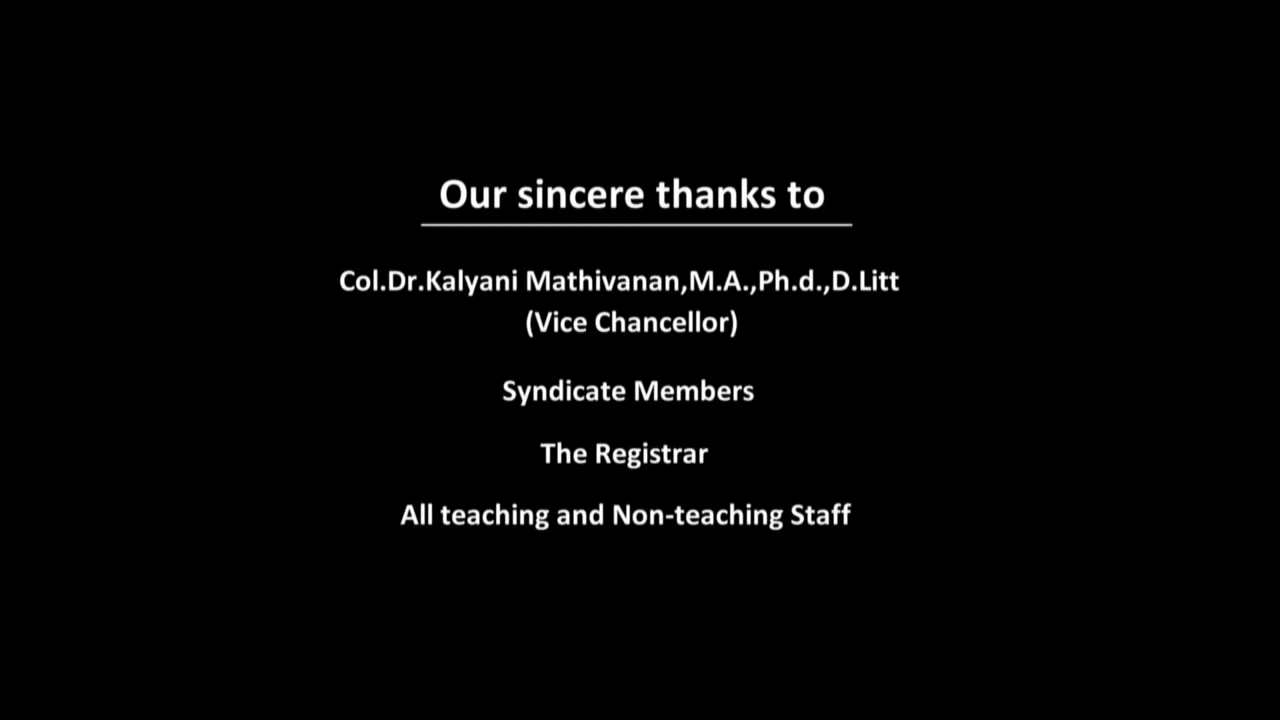 Our sincere thanks to
Col.Dr.Kalyani Mathivanan,M.A.,Ph.d.,D.Litt
(Vice Chancellor)
Syndicate Members
The Registrar
All teaching and Non-teaching Staff